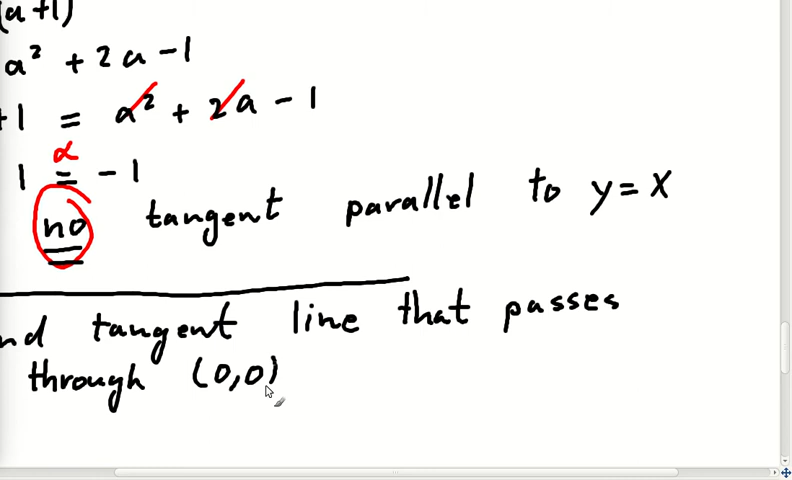 (a+1)
a² + 2a - 1
+1 = a² + 2a - 1
1 = -1
no tangent parallel to y = x
nd tangent line that passes
through (0,0)